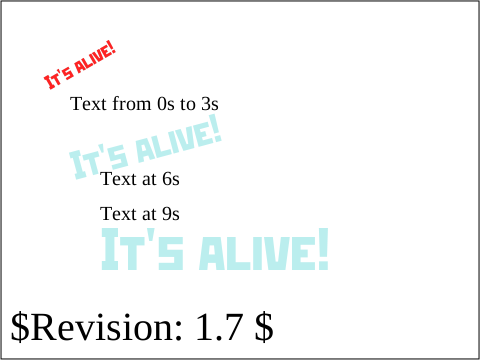 It's alive!
Text from 0s to 3s
It's alive!
Text at 6s
Text at 9s
It's alive!
$Revision: 1.7 $